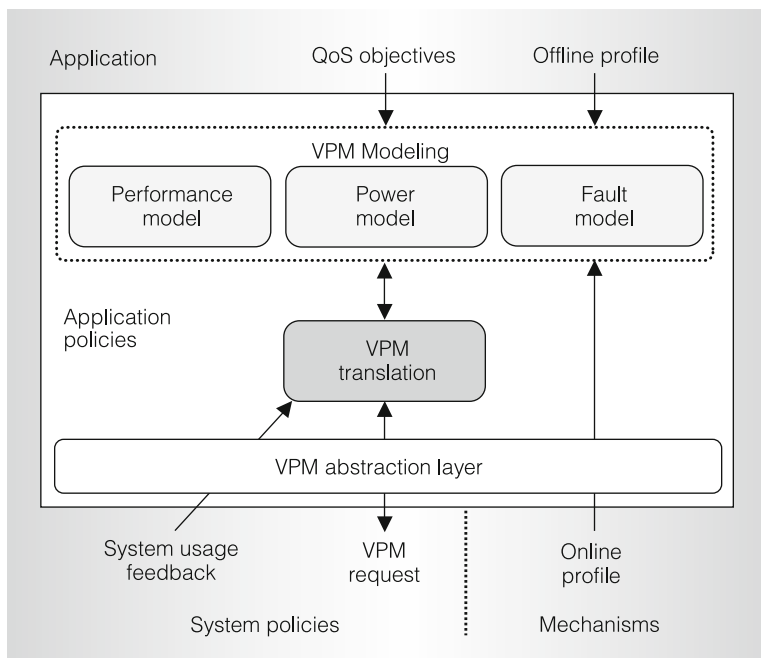 Application
QoS objectives
Offline profile
VPM Modeling
Performance
model
Power
model
Fault
model
Application
policies
VPM
translation
VPM abstraction layer
System usage
feedback
VPM
request
Online
profile
System policies
Mechanisms